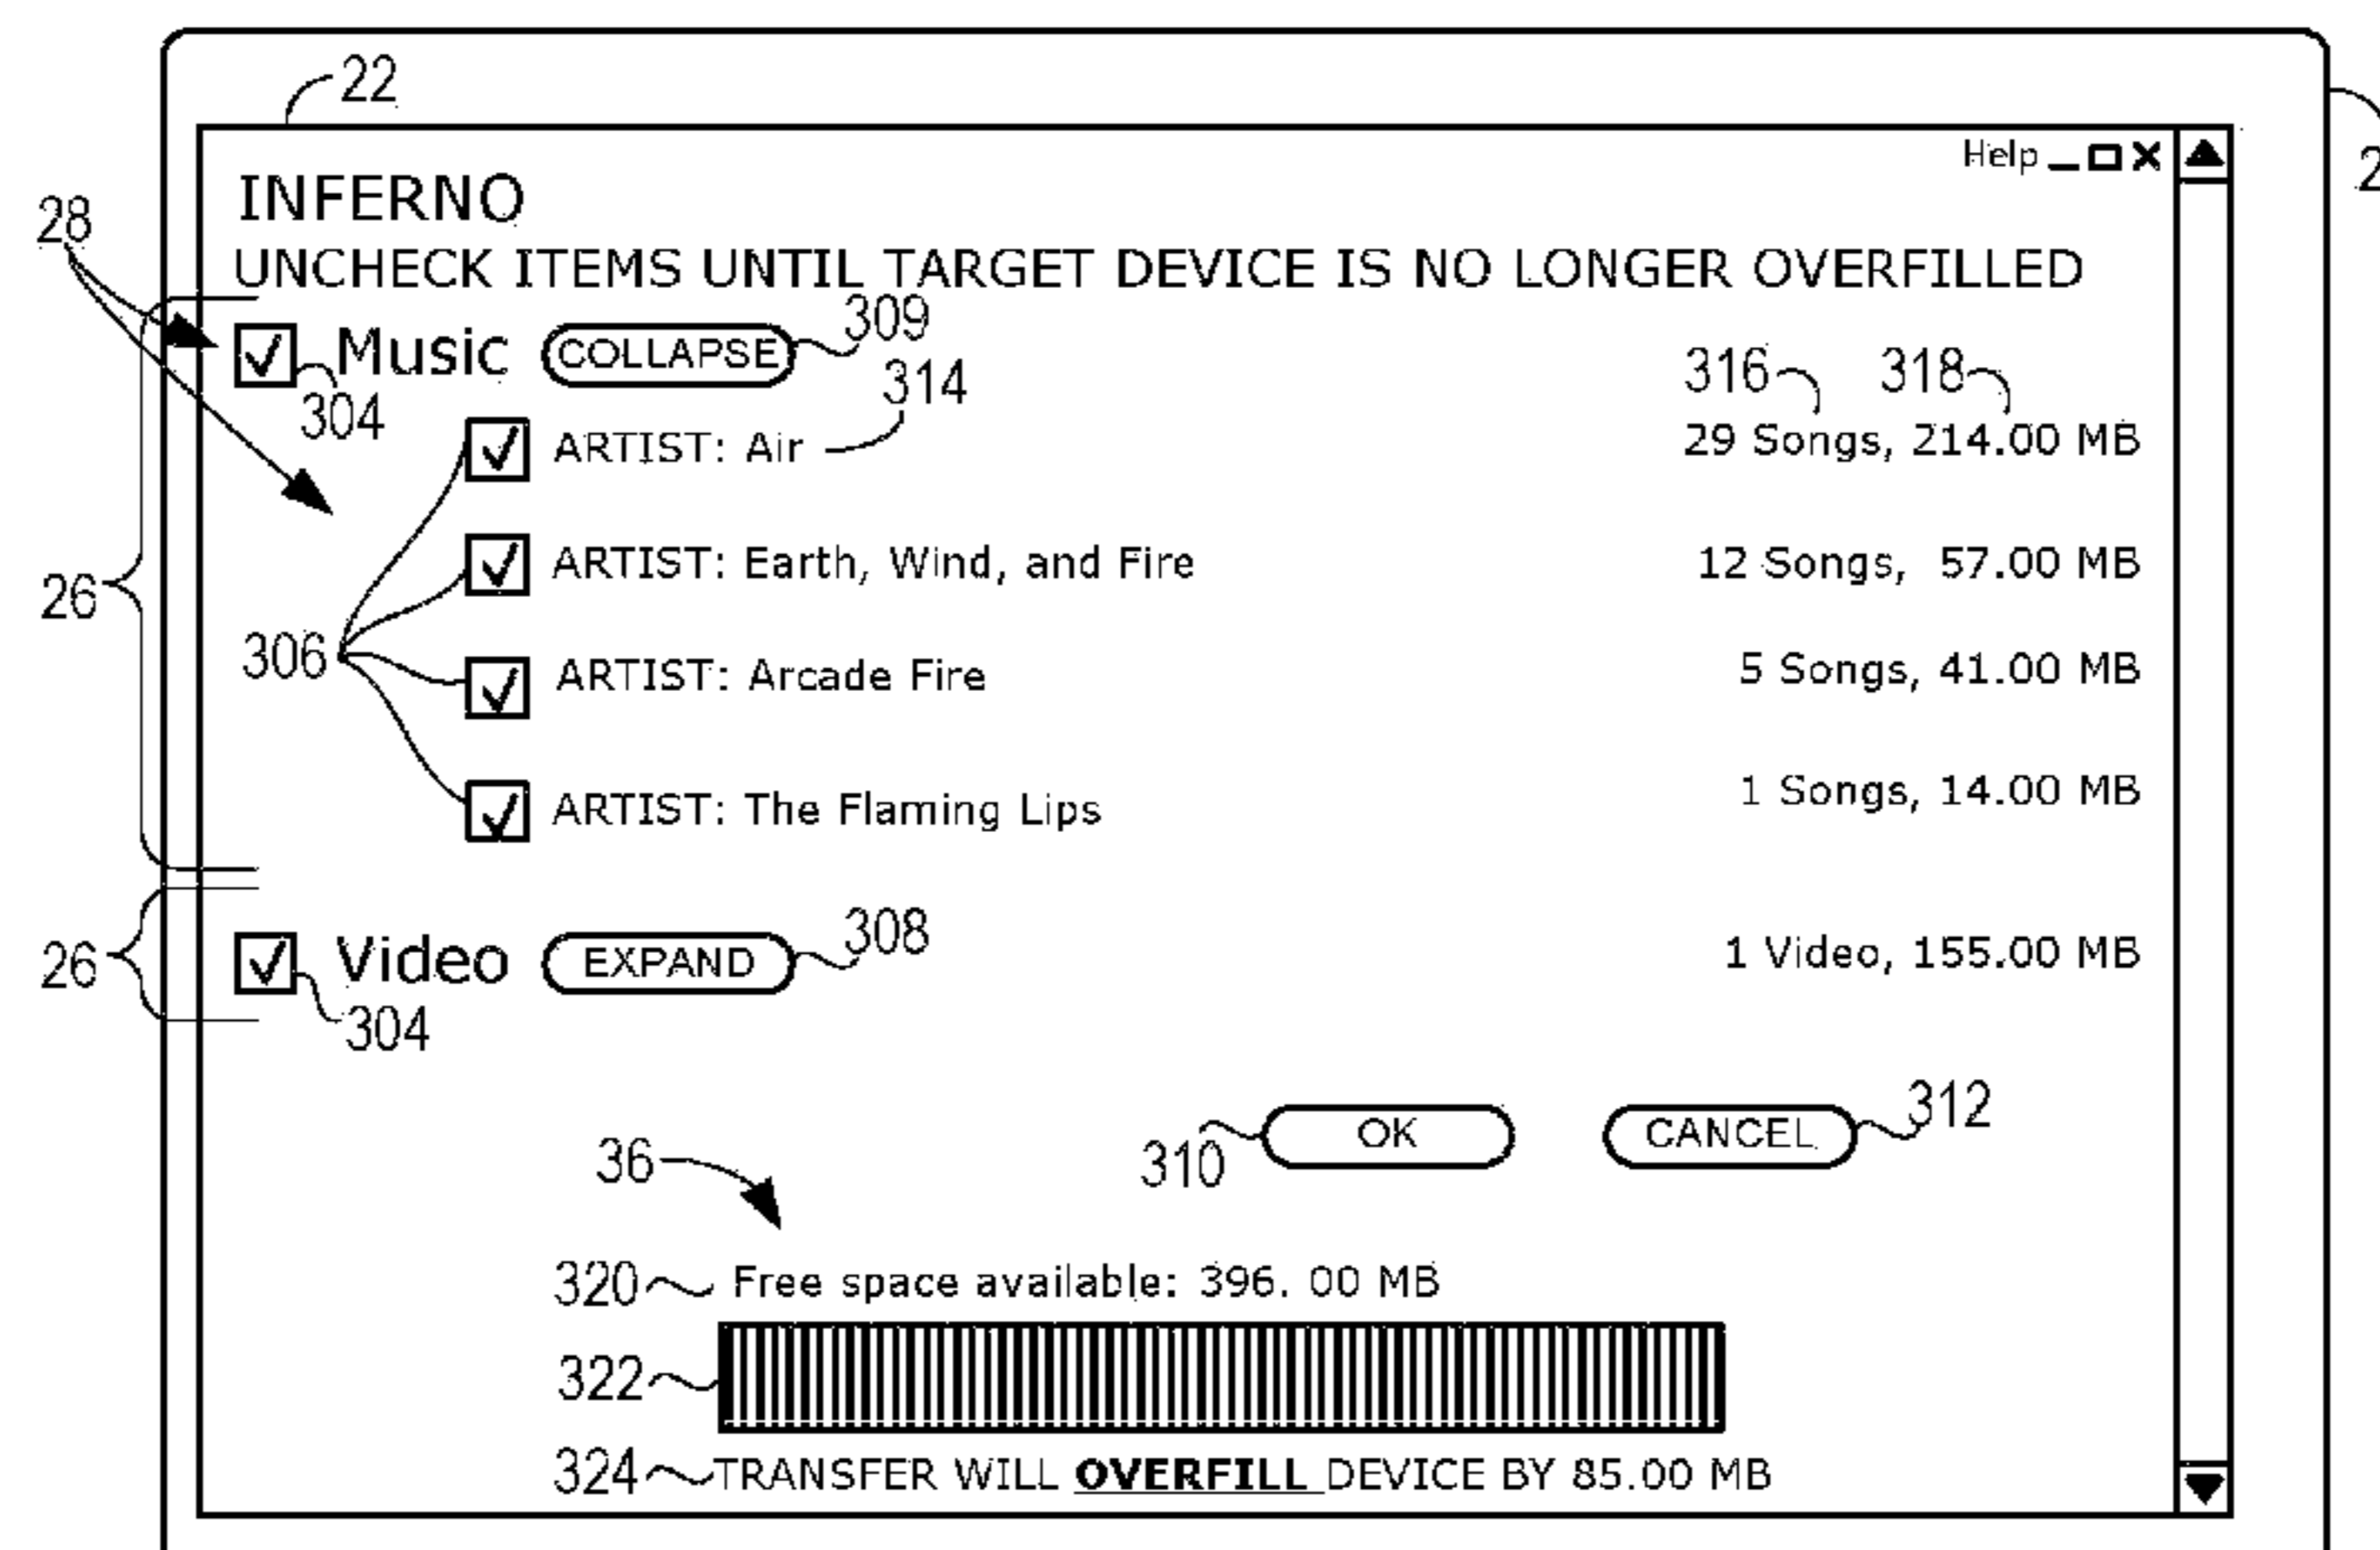 22
Help
2
INFERNO
28
UNCHECK ITEMS UNTIL TARGET DEVICE IS NO LONGER OVERFILLED
Music COLLAPSE 309
304
314
316 318
ARTIST: Air 29 Songs, 214.00 MB
ARTIST: Earth, Wind, and Fire 12 Songs, 57.00 MB
26
306
ARTIST: Arcade Fire 5 Songs, 41.00 MB
ARTIST: The Flaming Lips 1 Songs, 14.00 MB
26
Video EXPAND 308 1 Video, 155.00 MB
304
310 OK CANCEL 312
36
320 Free space available: 396. 00 MB
322
324 TRANSFER WILL OVERFILL DEVICE BY 85.00 MB